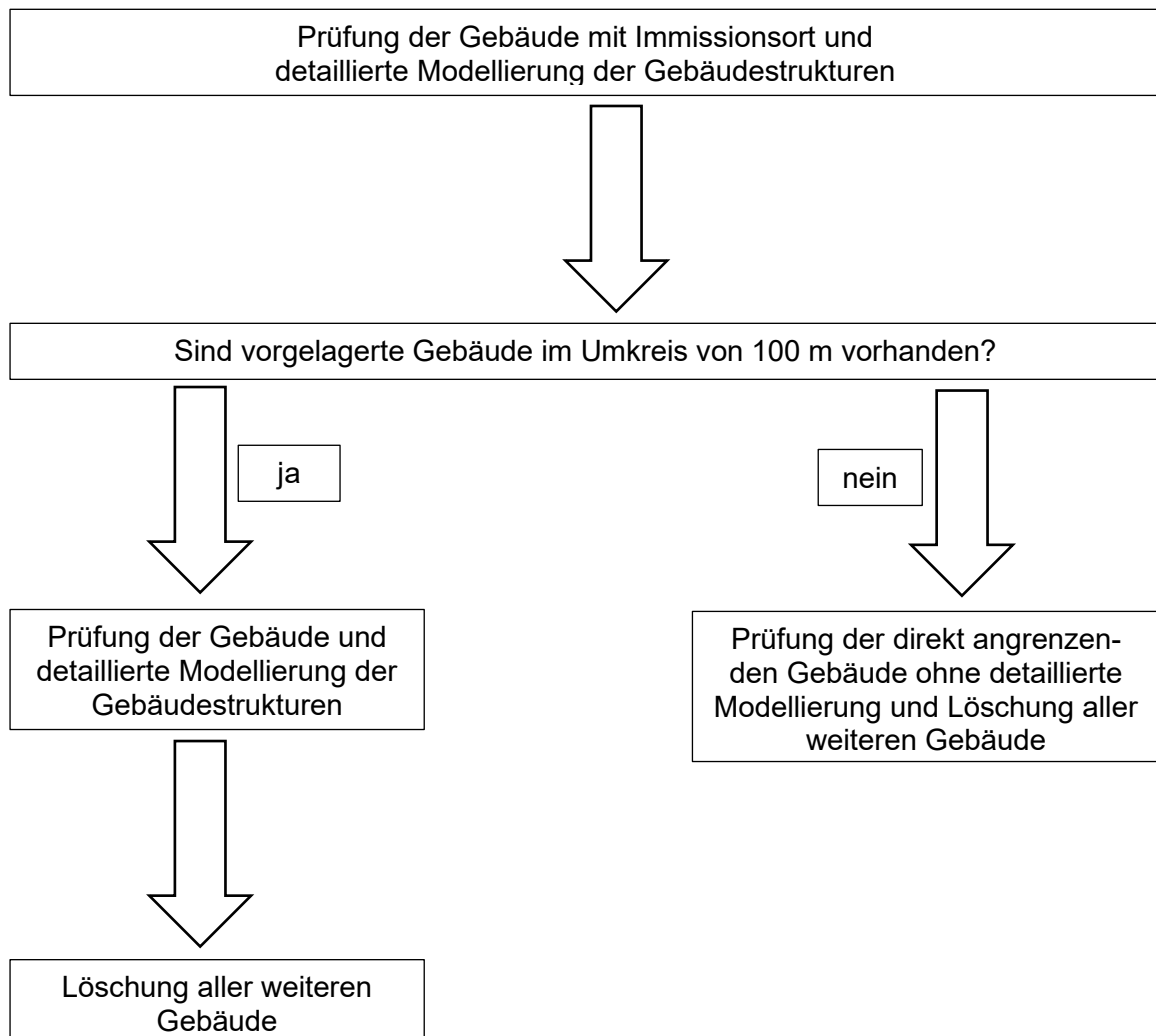 Prüfung der Gebäude mit Immissionsort und
detaillierte Modellierung der Gebäudestrukturen
Sind vorgelagerte Gebäude im Umkreis von 100 m vorhanden?
ja
nein
Prüfung der Gebäude und
detaillierte Modellierung der
Gebäudestrukturen
Prüfung der direkt angrenzen-
den Gebäude ohne detaillierte
Modellierung und Löschung aller
weiteren Gebäude
Löschung aller weiteren
Gebäude